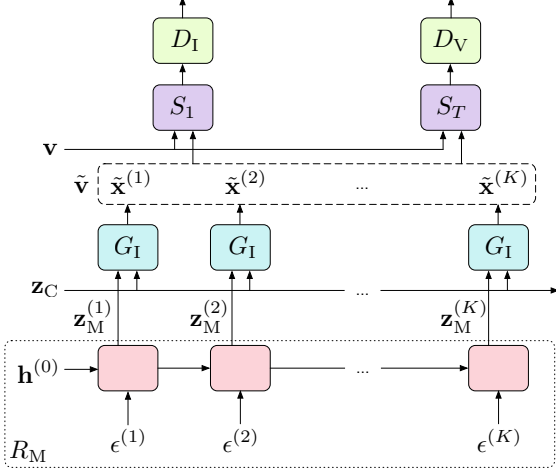 D_I D_V
S_1 S_T
v
ṽ x̃^(1) x̃^(2) ... x̃^(K)
G_I G_I G_I
z_C ...
z_M^(1) z_M^(2) z_M^(K)
h^(0) ...
ϵ^(1) ϵ^(2) ϵ^(K)
R_M